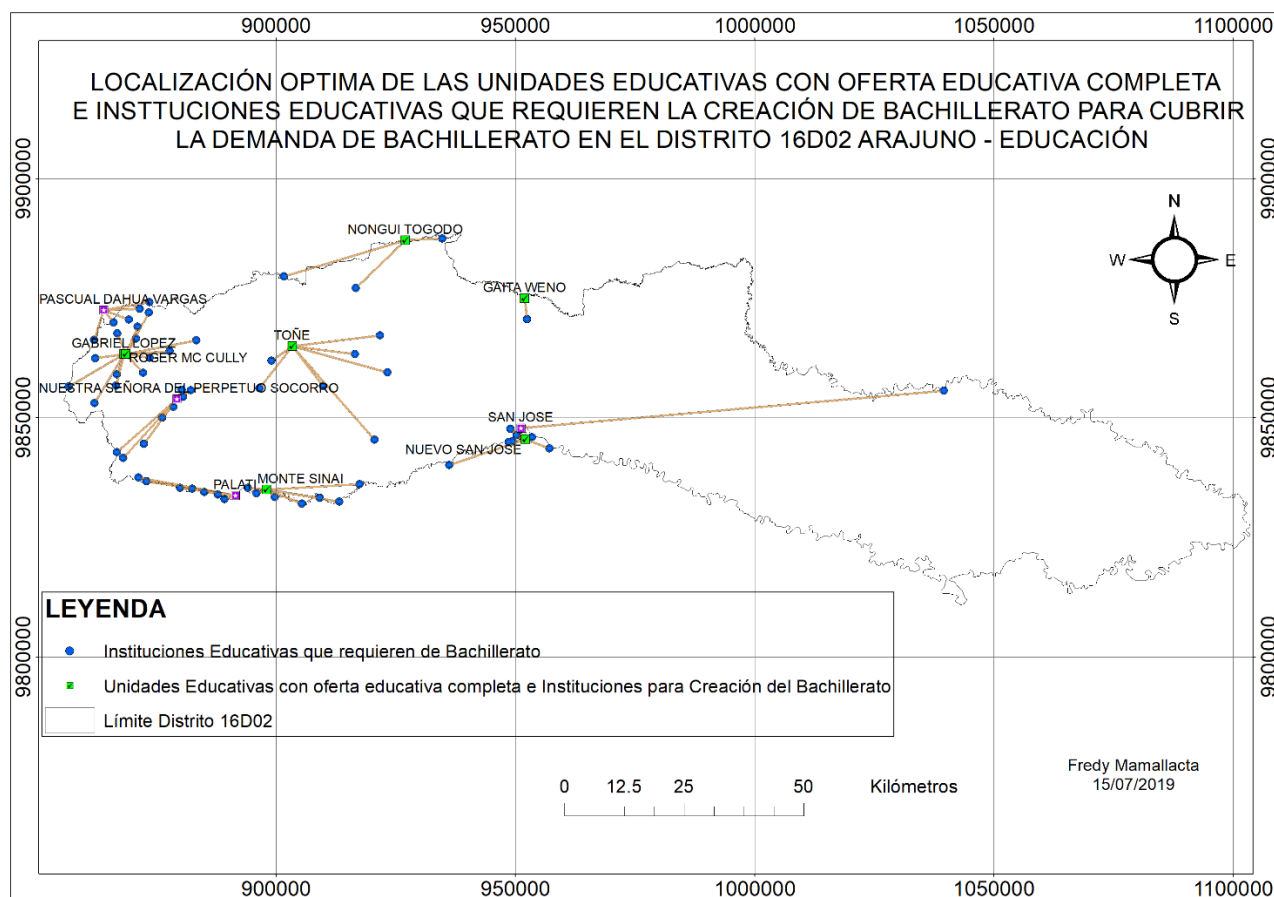 900000 950000 1000000 1050000 1100000
LOCALIZACIÓN OPTIMA DE LAS UNIDADES EDUCATIVAS CON OFERTA EDUCATIVA COMPLETA
E INSTTUCIONES EDUCATIVAS QUE REQUIEREN LA CREACIÓN DE BACHILLERATO PARA CUBRIR
LA DEMANDA DE BACHILLERATO EN EL DISTRITO 16D02 ARAJUNO - EDUCACIÓN
9900000 9900000
N
W E
S
NONGUI TOGODO
GAITA WENO
PASCUAL DAHUA VARGAS
TOÑE
GABRIEL LOPEZ
ROGER MC CULLY
NUESTRA SEÑORA DEL PERPETUO SOCORRO
9850000 9850000
SAN JOSE
NUEVO SAN JOSE
PALATI
MONTE SINAI
LEYENDA
Instituciones Educativas que requieren de Bachillerato
Unidades Educativas con oferta educativa completa e Instituciones para Creación del Bachillerato
Límite Distrito 16D02
9800000 9800000
Fredy Mamallacta
15/07/2019
0 12.5 25 50 Kilómetros
900000 950000 1000000 1050000 1100000